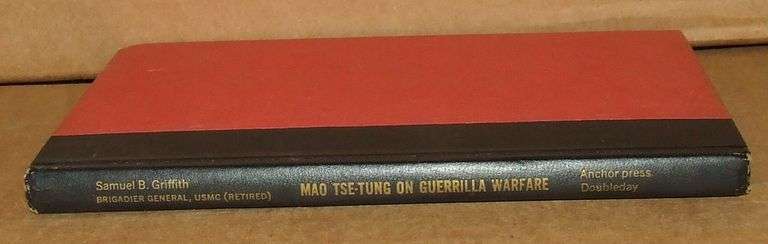 Samuel B. Griffith
BRIGADIER GENERAL, USMC (RETIRED)
MAO TSE-TUNG ON GUERRILLA WARFARE
Anchor press
Doubleday